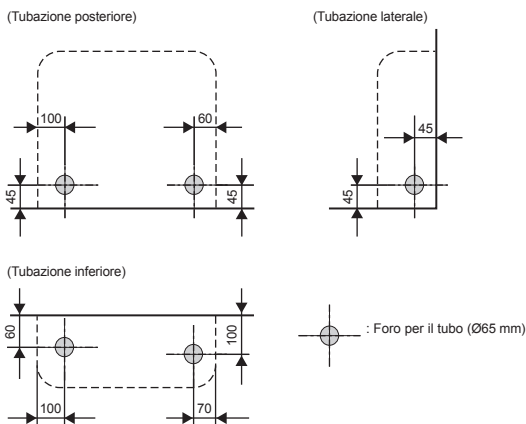 (Tubazione posteriore)
(Tubazione laterale)
100
60
45
45
45
45
(Tubazione inferiore)
60
100
: Foro per il tubo (Ø65 mm)
100
70